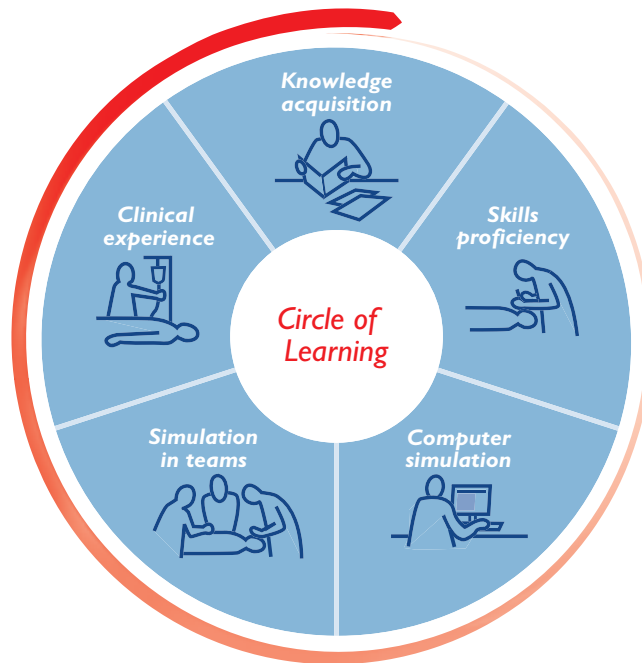 Knowledge
acquisition
Skills
proficiency
Computer
simulation
Simulation
in teams
Clinical
experience
Circle of
Learning